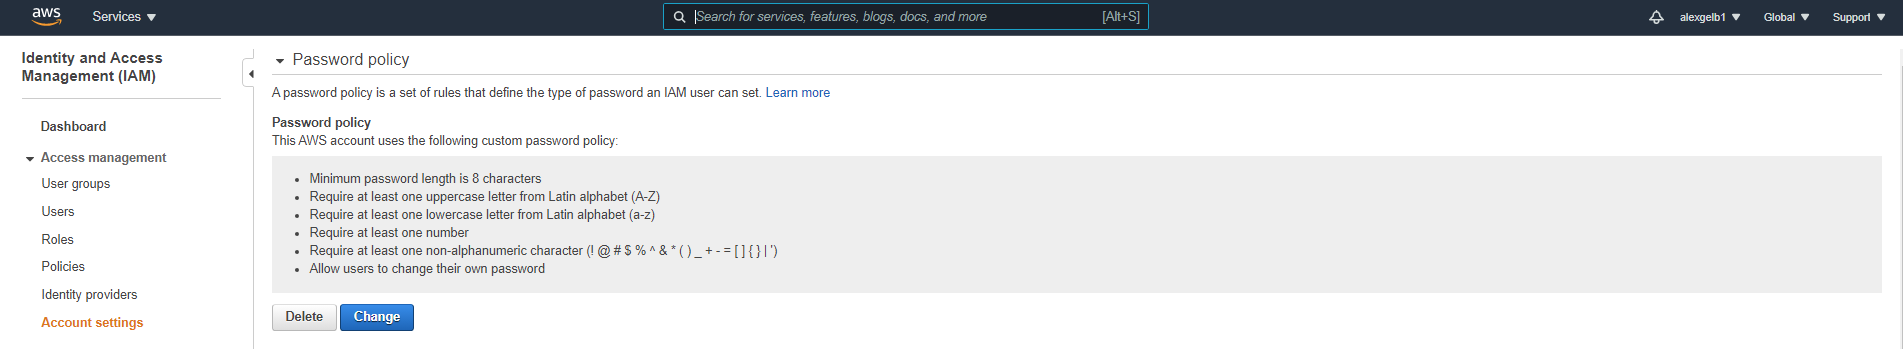 aws
Services
Search for services, features, blogs, docs, and more
[Alt+S]
alexgelb1
Global
Support
Identity and Access
Management (IAM)
Dashboard
Access management
User groups
Users
Roles
Policies
Identity providers
Account settings
Password policy
A password policy is a set of rules that define the type of password an IAM user can set. Learn more
Password policy
This AWS account uses the following custom password policy:
• Minimum password length is 8 characters
• Require at least one uppercase letter from Latin alphabet (A-Z)
• Require at least one lowercase letter from Latin alphabet (a-z)
• Require at least one number
• Require at least one non-alphanumeric character (! @ # $ % ^ & * ( ) _ + - = [ ] { } | ')
• Allow users to change their own password
Delete
Change